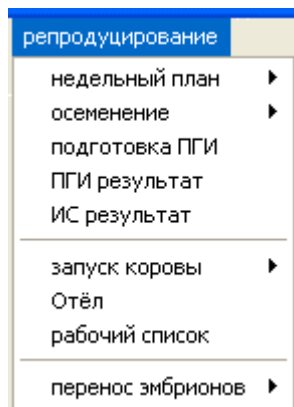 репродуцирование
недельный план
осеменение
подготовка ПГИ
ПГИ результат
ИС результат
запуск коровы
Отёл
рабочий список
перенос эмбрионов